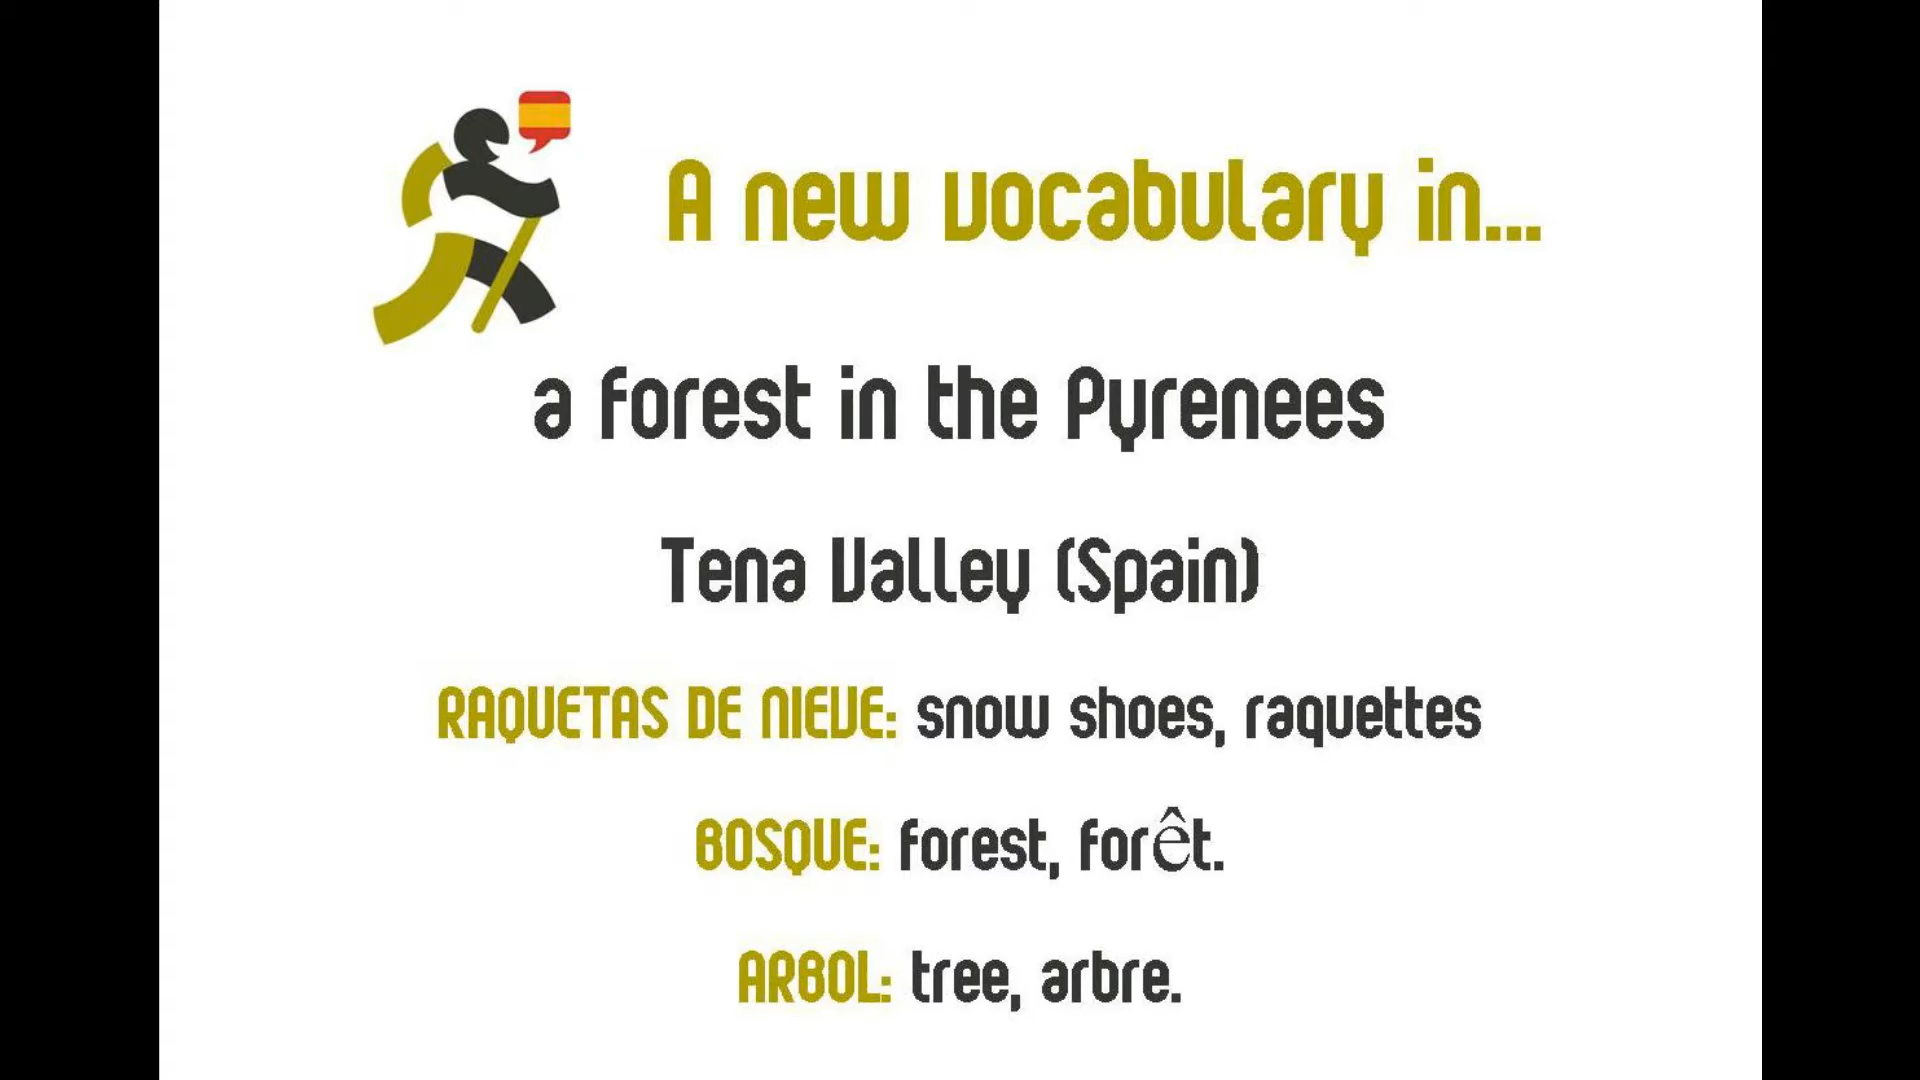 A new vocabulary in...
a forest in the Pyrenees
Tena Valley (Spain)
RAQUETAS DE NIEVE: snow shoes, raquettes
BOSQUE: forest, forêt.
ARBOL: tree, arbre.